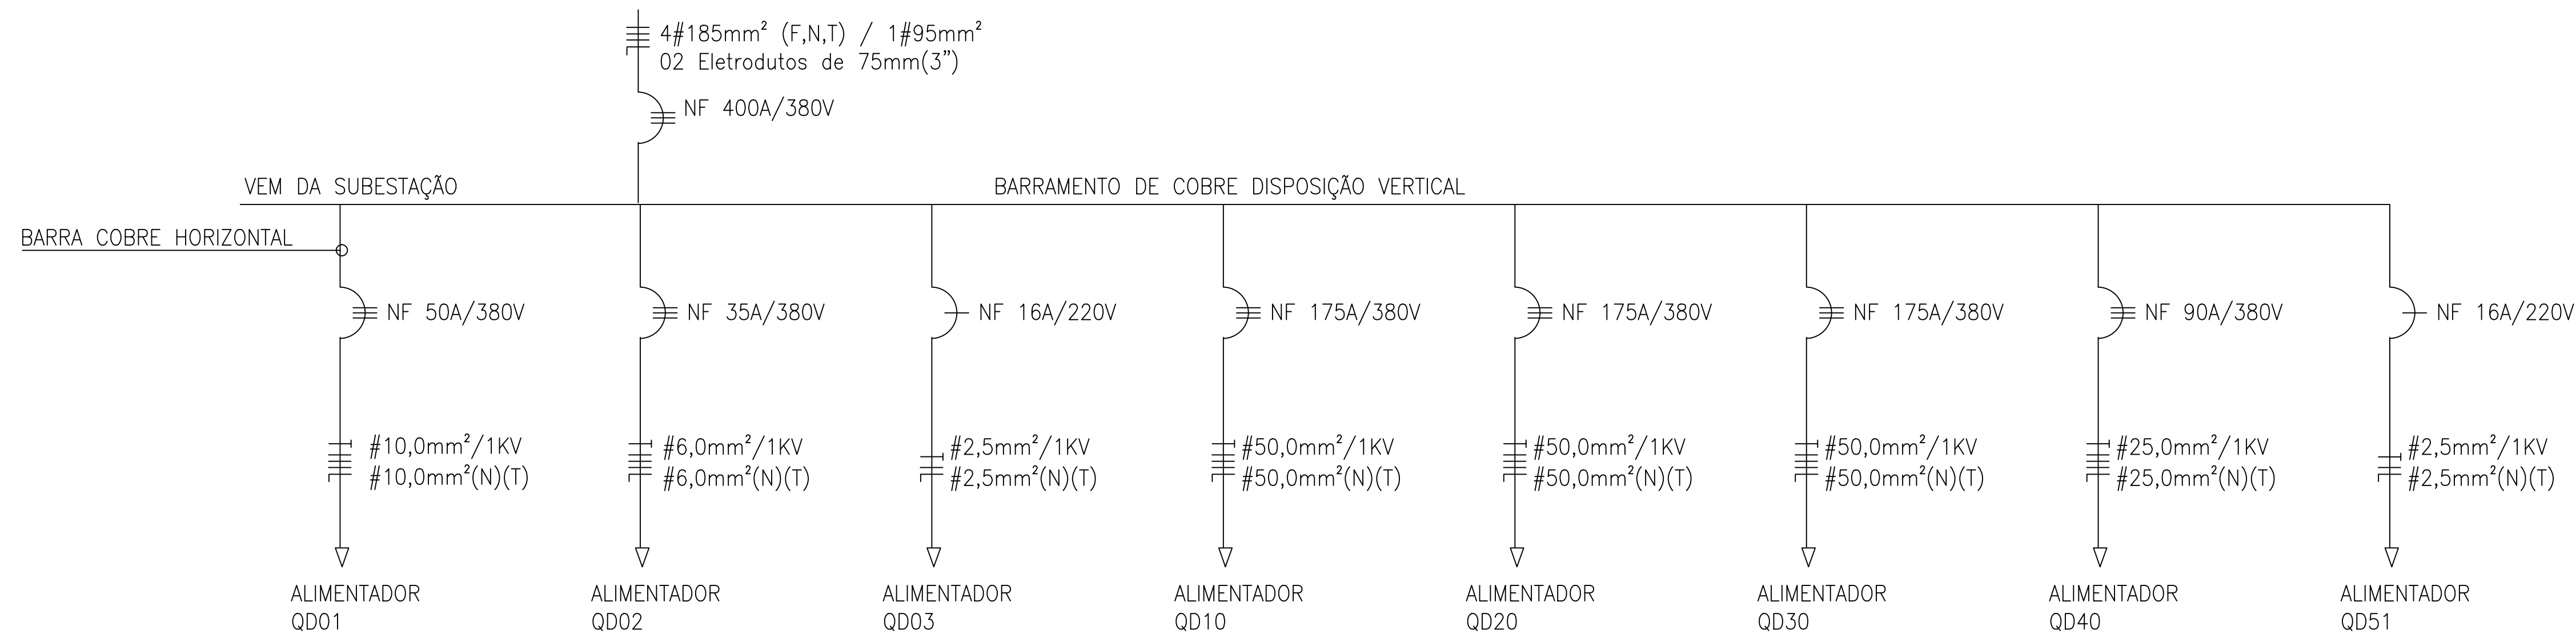 4#185mm² (F,N,T) / 1#95mm²
02 Eletrodutos de 75mm(3")
NF 400A/380V
VEM DA SUBESTAÇÃO
BARRAMENTO DE COBRE DISPOSIÇÃO VERTICAL
BARRA COBRE HORIZONTAL
NF 50A/380V
NF 35A/380V
NF 16A/220V
NF 175A/380V
NF 175A/380V
NF 175A/380V
NF 90A/380V
NF 16A/220V
#10,0mm²/1KV
#10,0mm²(N)(T)
#6,0mm²/1KV
#6,0mm²(N)(T)
#2,5mm²/1KV
#2,5mm²(N)(T)
#50,0mm²/1KV
#50,0mm²(N)(T)
#50,0mm²/1KV
#50,0mm²(N)(T)
#50,0mm²/1KV
#50,0mm²(N)(T)
#25,0mm²/1KV
#25,0mm²(N)(T)
#2,5mm²/1KV
#2,5mm²(N)(T)
ALIMENTADOR
QD01
ALIMENTADOR
QD02
ALIMENTADOR
QD03
ALIMENTADOR
QD10
ALIMENTADOR
QD20
ALIMENTADOR
QD30
ALIMENTADOR
QD40
ALIMENTADOR
QD51